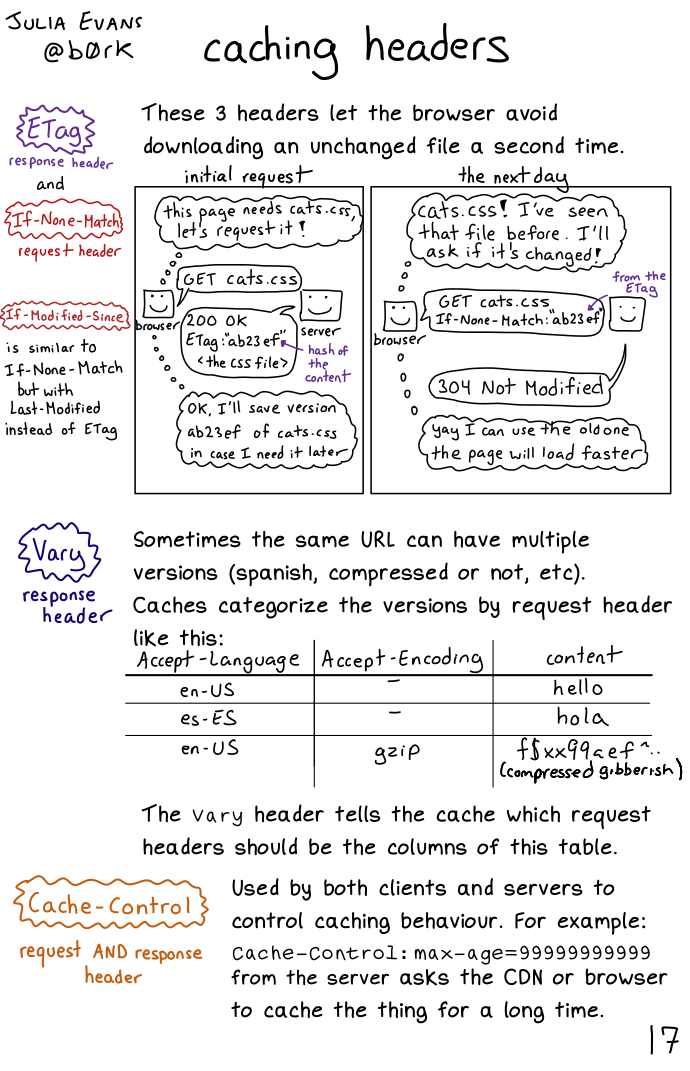 JULIA EVANS
@b0rk
caching headers
ETag
response header
and
If-None-Match
request header
If-Modified-Since
is similar to
If-None-Match
but with
Last-Modified
instead of ETag
These 3 headers let the browser avoid
downloading an unchanged file a second time.
initial request
this page needs cats.css,
let's request it!
GET cats.css
browser
server
200 OK
ETag:"ab23ef"
<the css file>
hash of
the
content
OK, I'll save version
ab23ef of cats.css
in case I need it later
the next day
cats.css! I've seen
that file before. I'll
ask if it's changed!
from the
ETag
GET cats.css
If-None-Match:"ab23ef"
browser
304 Not Modified
yay I can use the old one
the page will load faster
Vary
response
header
Sometimes the same URL can have multiple
versions (spanish, compressed or not, etc).
Caches categorize the versions by request header
like this:
Accept-Language Accept-Encoding content
en-US - hello
es-ES - hola
en-US gzip f$xx99aef^..
(compressed gibberish)
The Vary header tells the cache which request
headers should be the columns of this table.
Cache-Control
request AND response
header
Used by both clients and servers to
control caching behaviour. For example:
Cache-Control: max-age=99999999999
from the server asks the CDN or browser
to cache the thing for a long time.
17